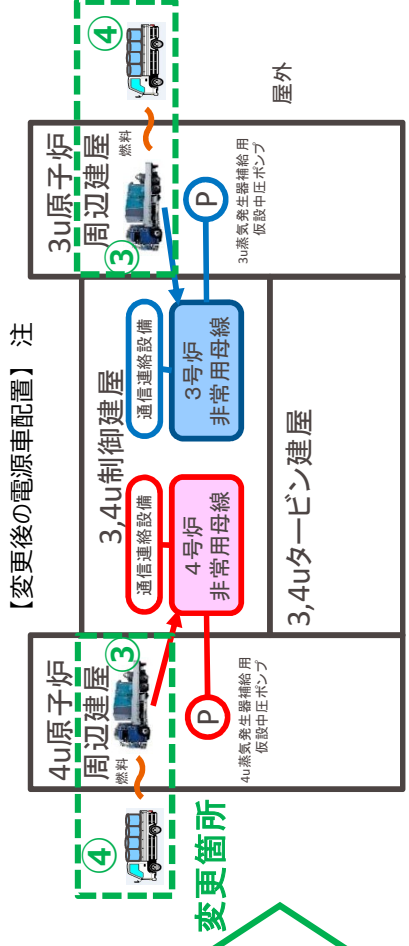 【変更後の電源車配置】 注
4u原子炉
周辺建屋
③
④
燃料
変更箇所
P
4u蒸気発生器補給用
仮設中圧ポンプ
3,4u制御建屋
通信連絡設備
4号炉
非常用母線
通信連絡設備
3号炉
非常用母線
3,4uタービン建屋
3u原子炉
周辺建屋
③
④
燃料
P
3u蒸気発生器補給用
仮設中圧ポンプ
屋外